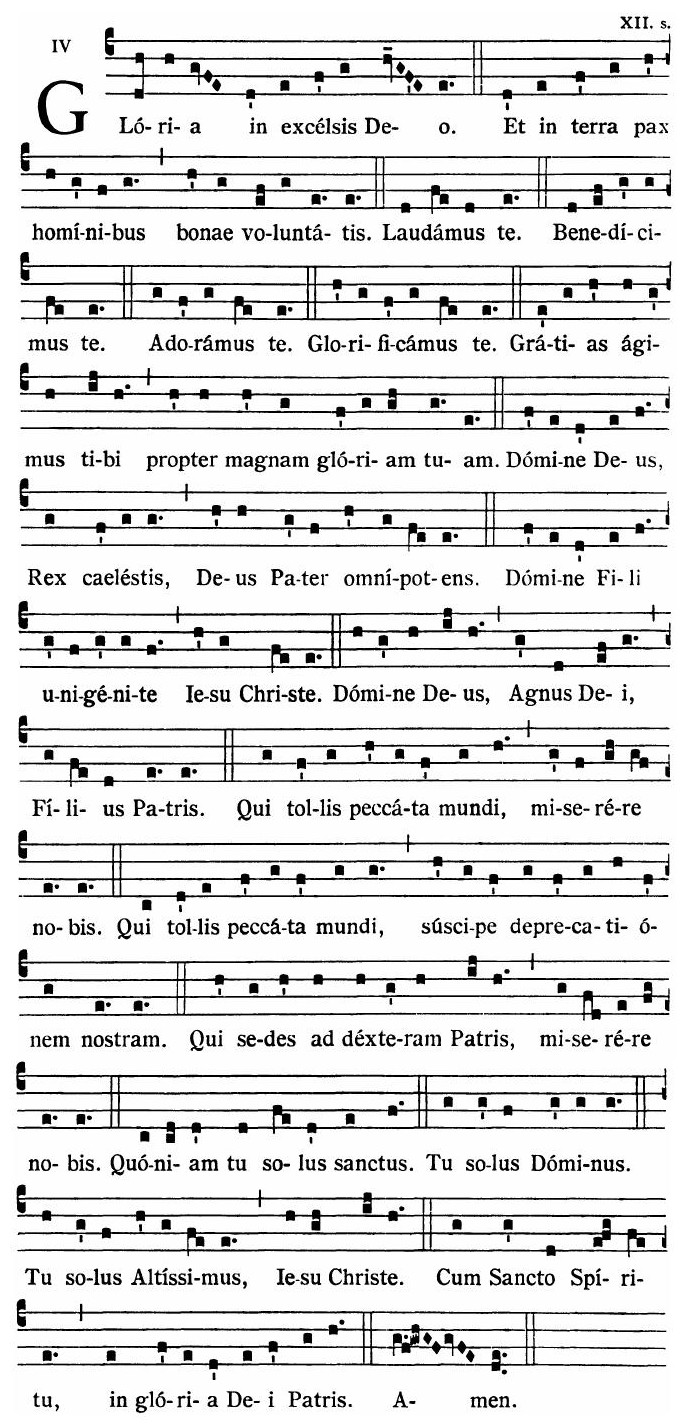 XII. s.
IV
GLó-ri- a in excélsis De- o. Et in terra pax
homí-ni-bus bonae vo-luntá- tis. Laudámus te. Bene-dí-ci-
mus te. Ado-rámus te. Glo-ri- fi-cámus te. Grá-ti- as ági-
mus ti-bi propter magnam gló-ri- am tu- am. Dómi-ne De- us,
Rex caeléstis, De- us Pa-ter omní-pot-ens. Dómi-ne Fi- li
u-ni-gé-ni-te Ie-su Chri-ste. Dómi-ne De- us, Agnus De- i,
Fí- li- us Pa-tris. Qui tol-lis peccá-ta mundi, mi-se-ré-re
no- bis. Qui tol-lis peccá-ta mundi, súsci-pe depre-ca-ti- ó-
nem nostram. Qui se-des ad déxte-ram Patris, mi-se- ré-re
no- bis. Quó-ni- am tu so- lus sanctus. Tu so-lus Dómi-nus.
Tu so-lus Altíssi-mus, Ie-su Christe. Cum Sancto Spí- ri-
tu, in gló-ri- a De- i Patris. A- men.